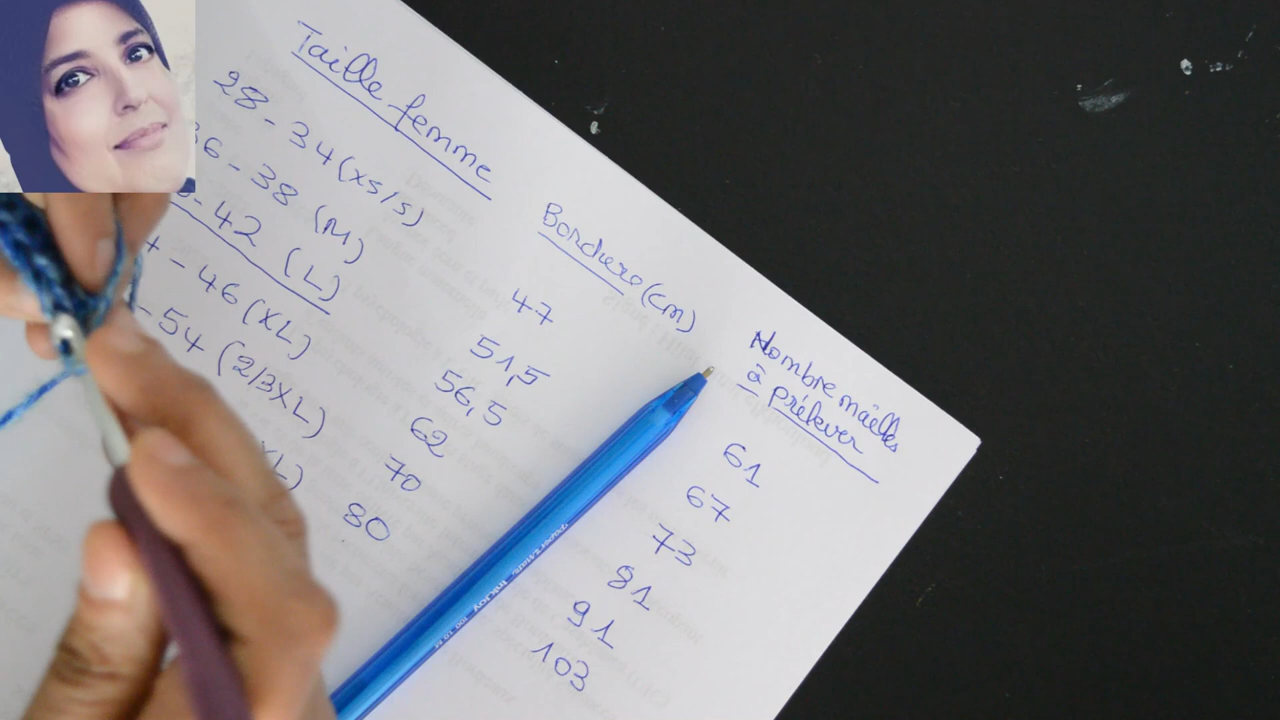 Taille femme
28-34 (XS/S)
36-38 (M)
-42 (L)
-46 (XL)
-54 (2/3XL)
XL)
Bordure (cm)
47
51,5
56,5
62
70
80
Nombre mailles
à prélever
61
67
73
81
91
103